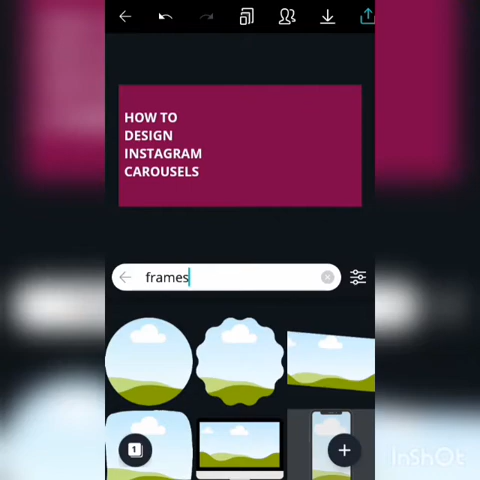 HOW TO
DESIGN
INSTAGRAM
CAROUSELS
frames
1
InShOt